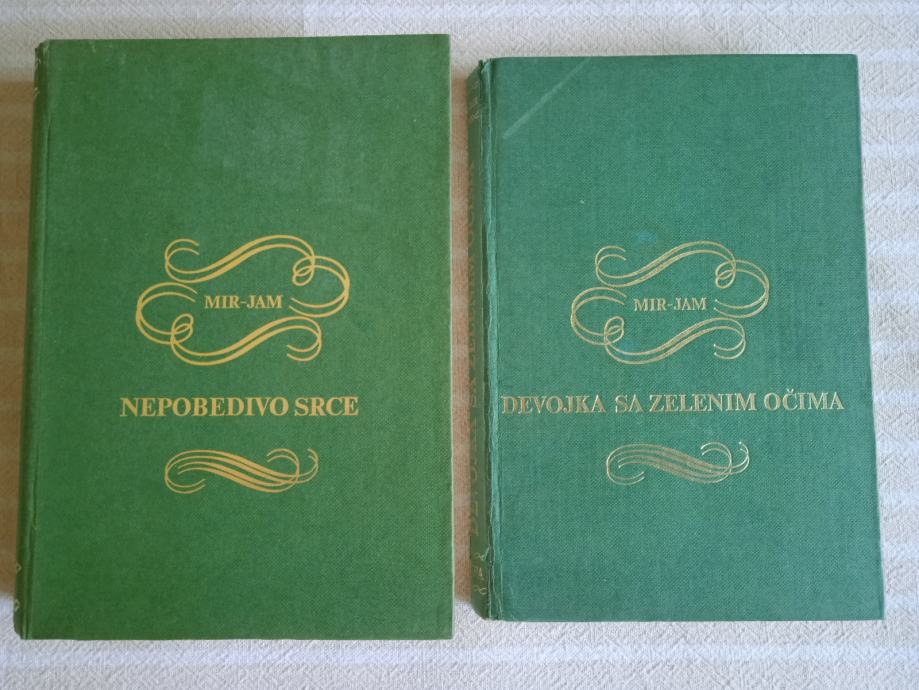 MIR-JAM
NEPOBEDIVO SRCE
MIR-JAM
DEVOJKA SA ZELENIM OČIMA